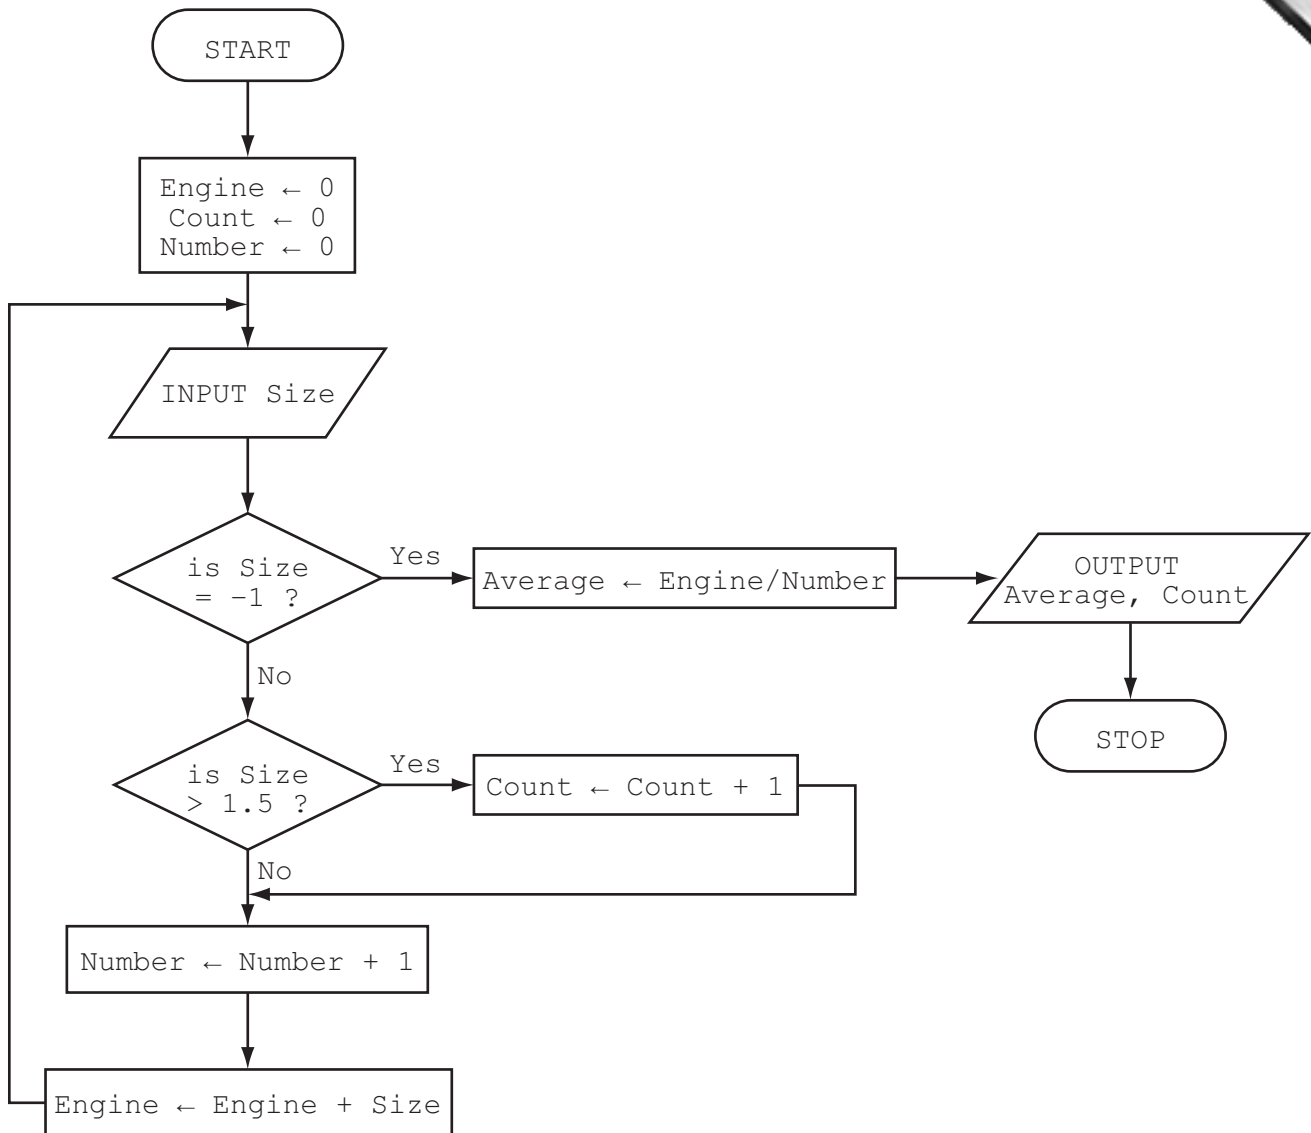 START
Engine ← 0
Count ← 0
Number ← 0
INPUT Size
is Size
= –1 ?
Yes
Average ← Engine/Number
OUTPUT
Average, Count
STOP
No
is Size
> 1.5 ?
Yes
Count ← Count + 1
No
Number ← Number + 1
Engine ← Engine + Size